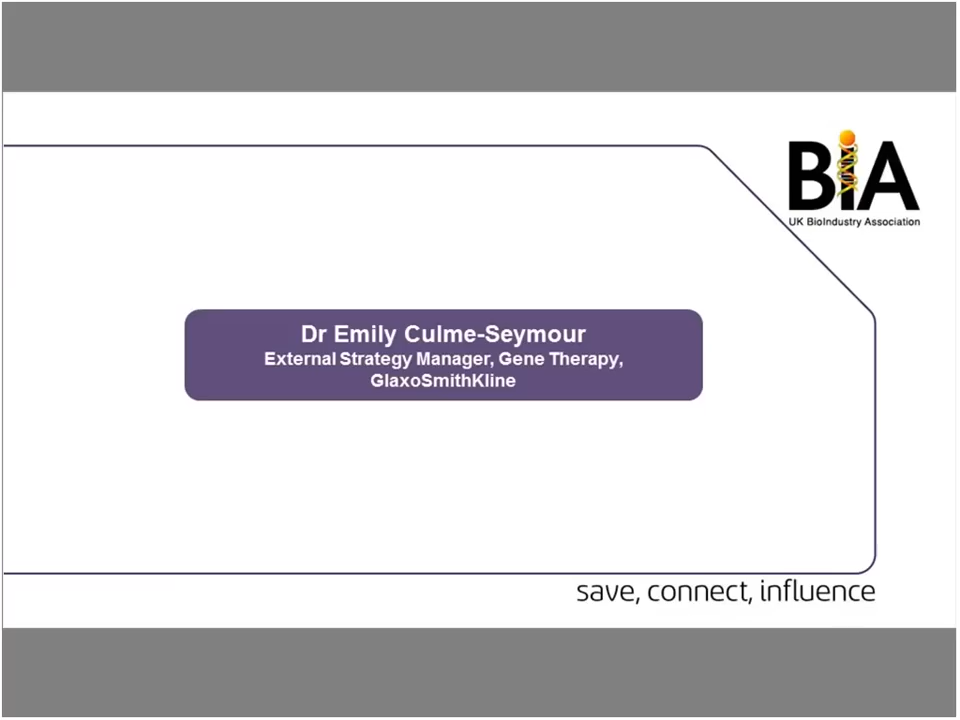 BiA
UK BioIndustry Association
Dr Emily Culme-Seymour
External Strategy Manager, Gene Therapy,
GlaxoSmithKline
save, connect, influence